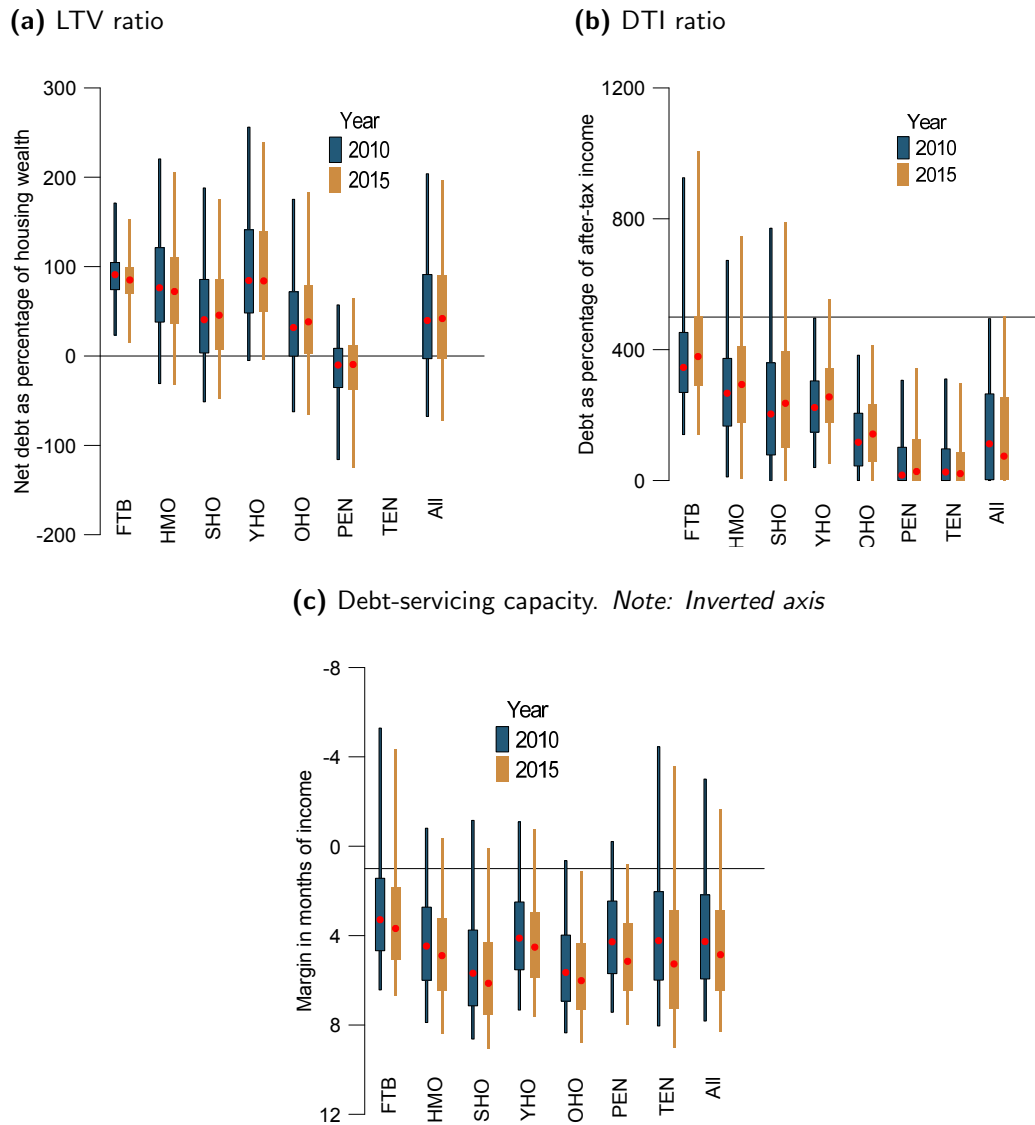 (a) LTV ratio
300
200
100
0
-100
-200
Net debt as percentage of housing wealth
Year
2010
2015
FTB
HMO
SHO
YHO
OHO
PEN
TEN
All
(b) DTI ratio
1200
800
400
0
Debt as percentage of after-tax income
Year
2010
2015
FTB
HMO
SHO
YHO
OHO
PEN
TEN
All
(c) Debt-servicing capacity. Note: Inverted axis
-8
-4
0
4
8
12
Margin in months of income
Year
2010
2015
FTB
HMO
SHO
YHO
OHO
PEN
TEN
All